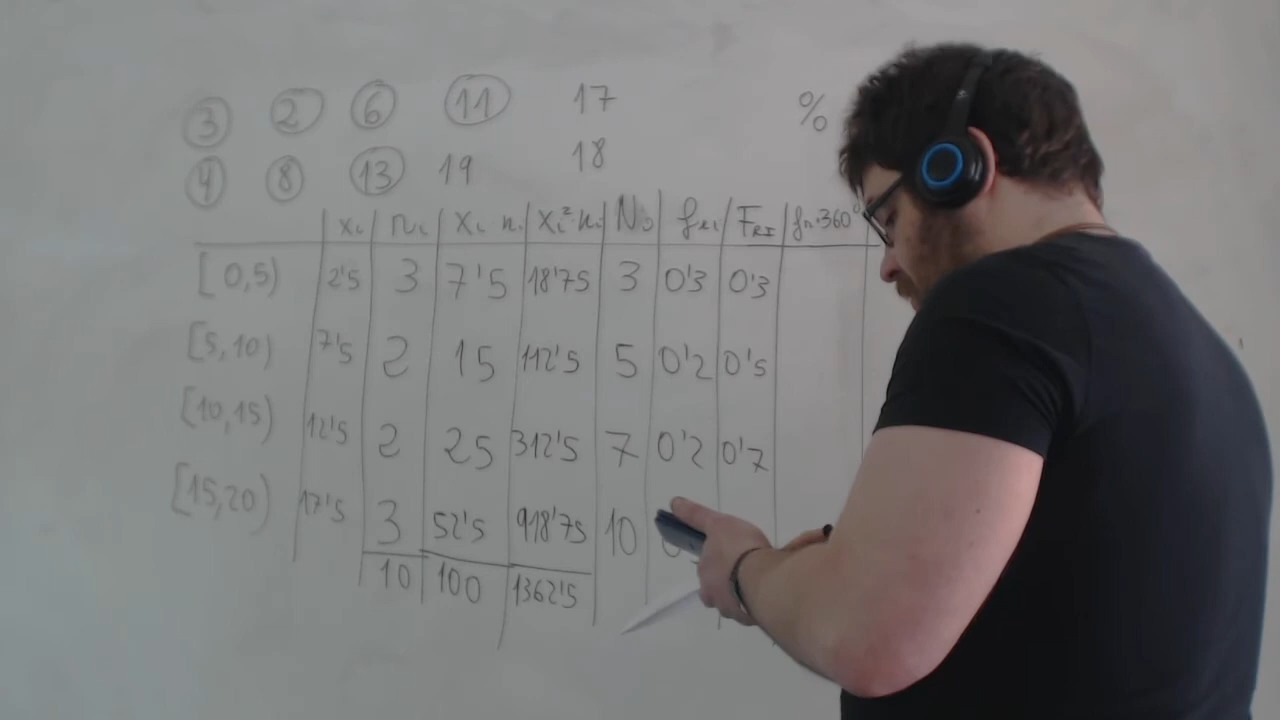 3 2 6 11 17 %
4 8 13 19 18
xi ni xi ni xi²·ni Ni fri FRI fri·360º
[0,5) 2'5 3 7'5 18'75 3 0'3 0'3
[5,10) 7'5 2 15 112'5 5 0'2 0'5
[10,15) 12'5 2 25 312'5 7 0'2 0'7
[15,20) 17'5 3 52'5 918'75 10
10 100 1362'5